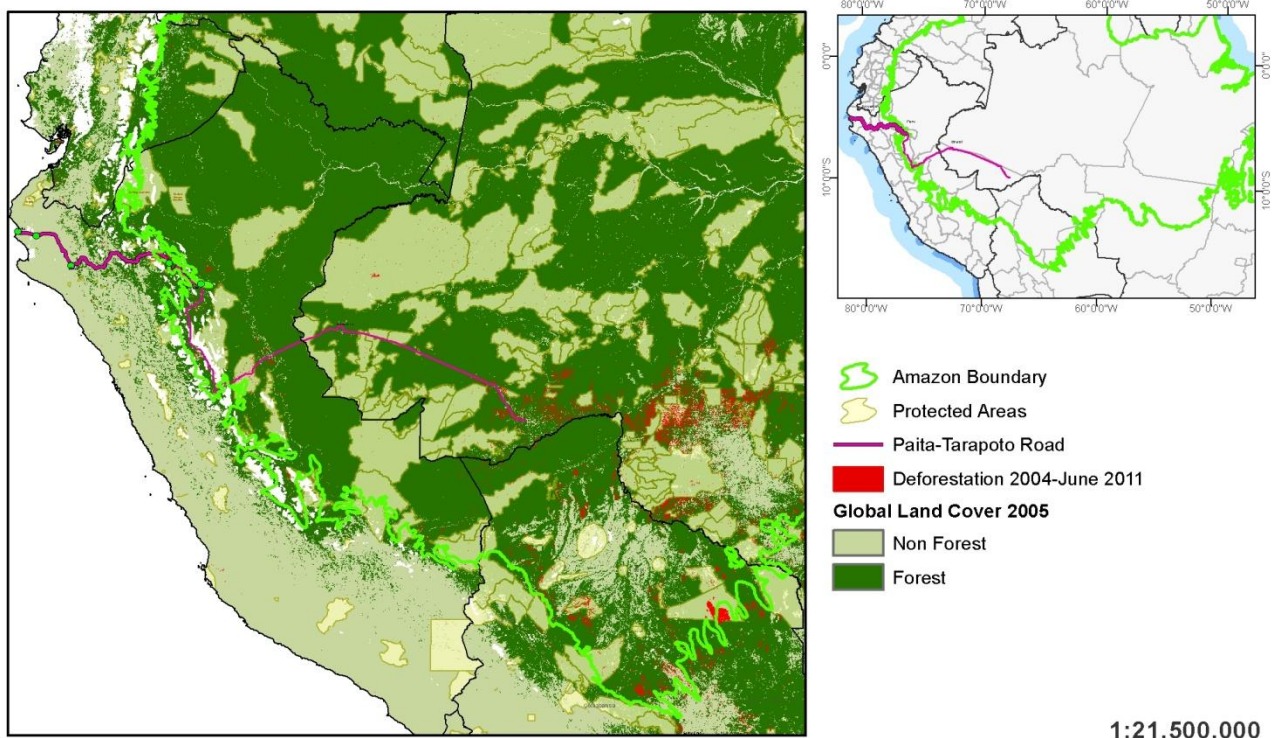 80°0'0"W 70°0'0"W 60°0'0"W 50°0'0"W
0°0'0"
0°0'0"
Peru
Brazil
10°0'0"S
10°0'0"S
80°0'0"W 70°0'0"W 60°0'0"W 50°0'0"W
Amazon Boundary
Protected Areas
Paita-Tarapoto Road
Deforestation 2004-June 2011
Global Land Cover 2005
Non Forest
Forest
1:21.500.000